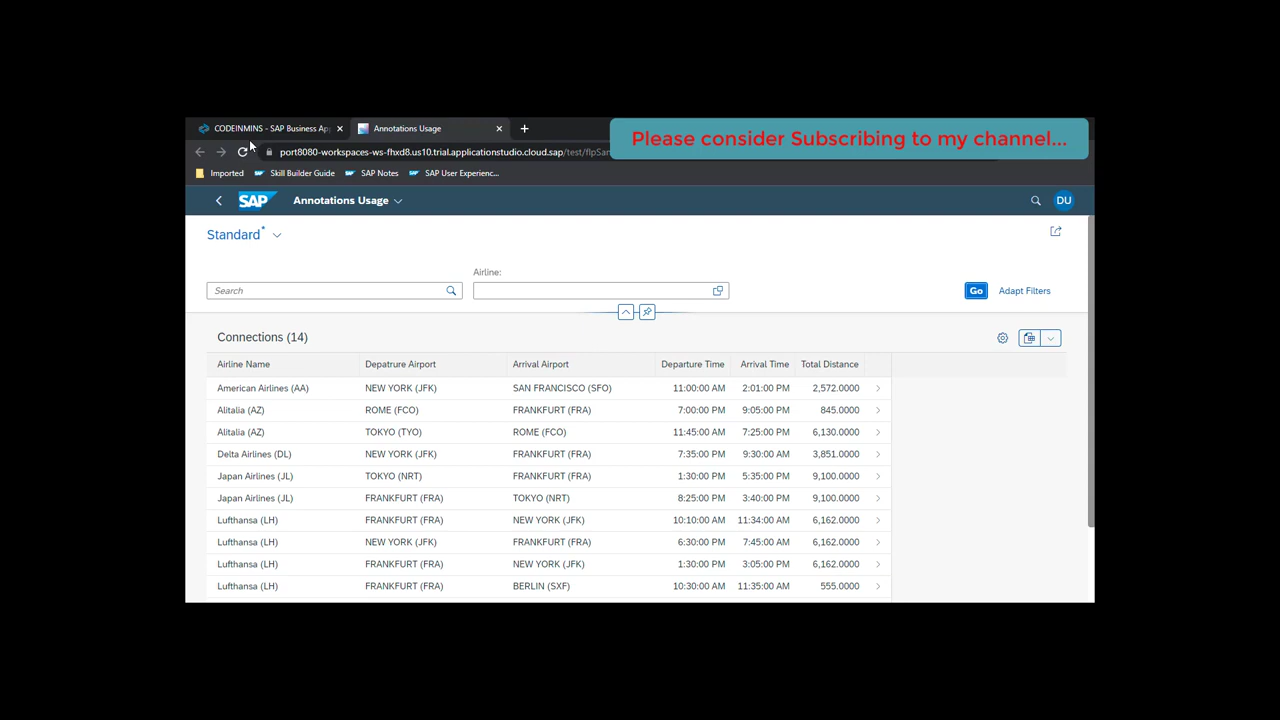 CODEINMINS - SAP Business Ap
Annotations Usage
Please consider Subscribing to my channel...
port8080-workspaces-ws-fhxd8.us10.trial.applicationstudio.cloud.sap/test/flpSan
Imported Skill Builder Guide SAP Notes SAP User Experienc...
SAP Annotations Usage DU
Standard*
Airline:
Search
Go Adapt Filters
Connections (14)
Airline Name Depatrure Airport Arrival Airport Departure Time Arrival Time Total Distance
American Airlines (AA) NEW YORK (JFK) SAN FRANCISCO (SFO) 11:00:00 AM 2:01:00 PM 2,572.0000
Alitalia (AZ) ROME (FCO) FRANKFURT (FRA) 7:00:00 PM 9:05:00 PM 845.0000
Alitalia (AZ) TOKYO (TYO) ROME (FCO) 11:45:00 AM 7:25:00 PM 6,130.0000
Delta Airlines (DL) NEW YORK (JFK) FRANKFURT (FRA) 7:35:00 PM 9:30:00 AM 3,851.0000
Japan Airlines (JL) TOKYO (NRT) FRANKFURT (FRA) 1:30:00 PM 5:35:00 PM 9,100.0000
Japan Airlines (JL) FRANKFURT (FRA) TOKYO (NRT) 8:25:00 PM 3:40:00 PM 9,100.0000
Lufthansa (LH) FRANKFURT (FRA) NEW YORK (JFK) 10:10:00 AM 11:34:00 AM 6,162.0000
Lufthansa (LH) NEW YORK (JFK) FRANKFURT (FRA) 6:30:00 PM 7:45:00 AM 6,162.0000
Lufthansa (LH) FRANKFURT (FRA) NEW YORK (JFK) 1:30:00 PM 3:05:00 PM 6,162.0000
Lufthansa (LH) FRANKFURT (FRA) BERLIN (SXF) 10:30:00 AM 11:35:00 AM 555.0000